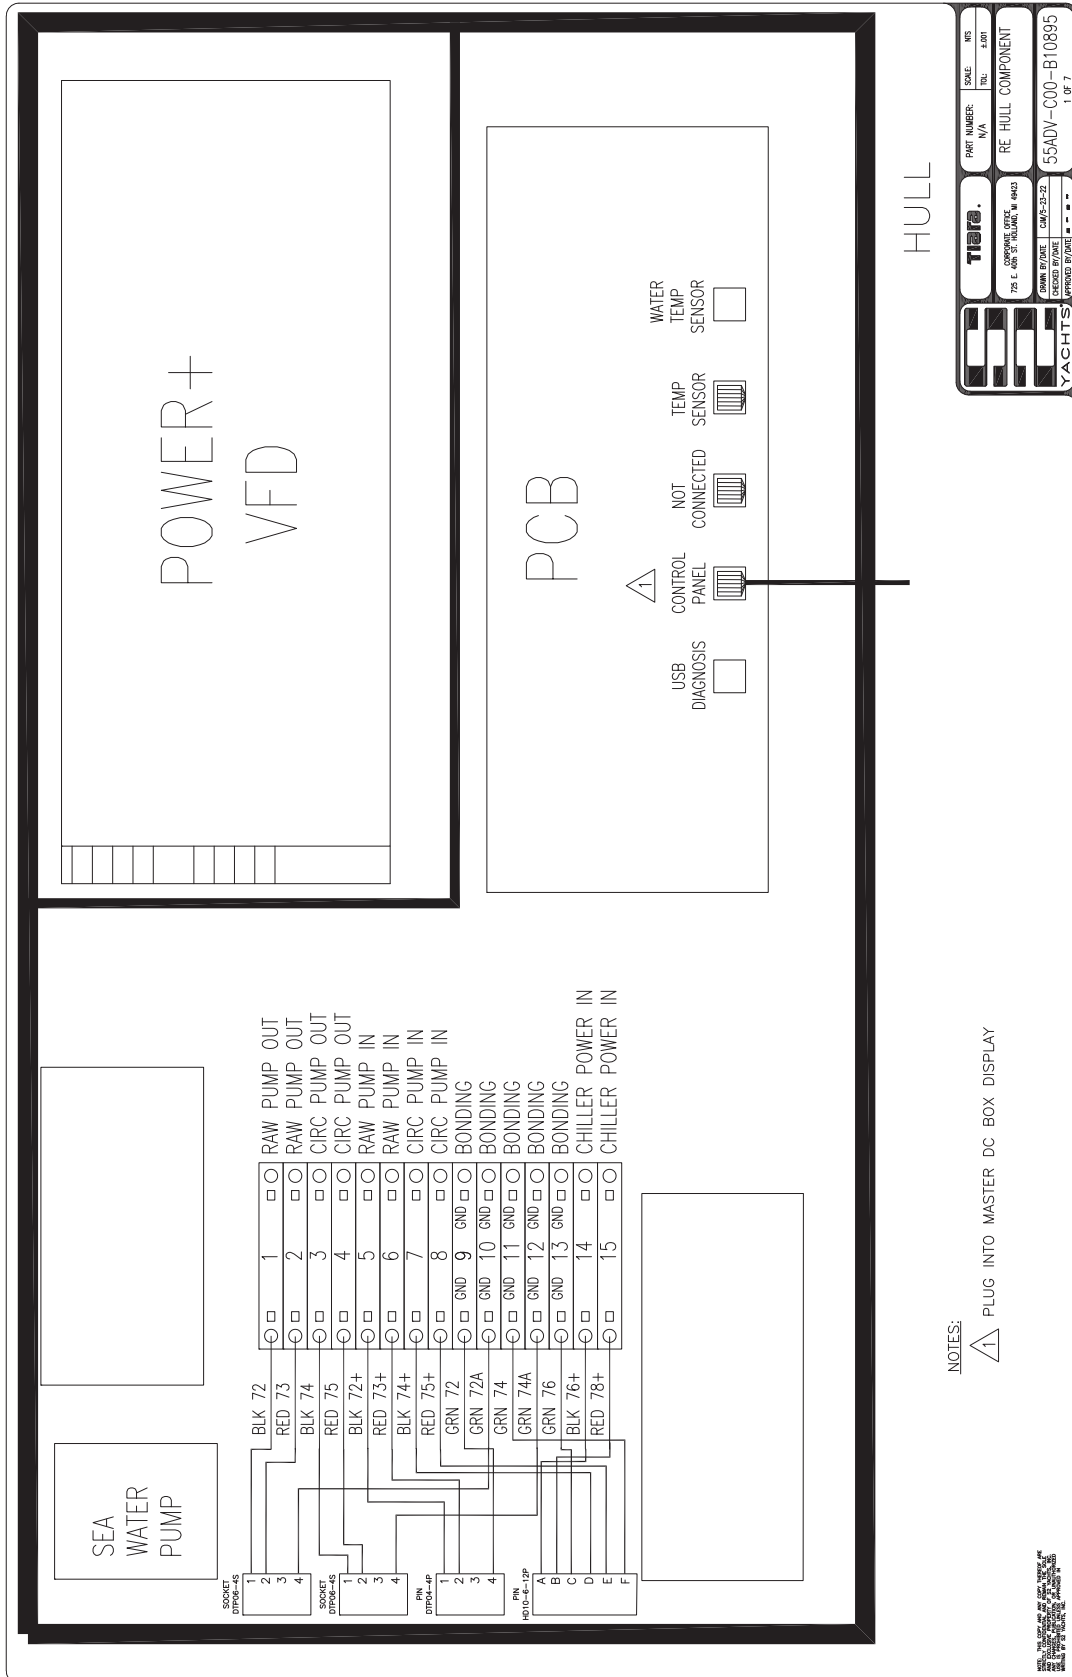 SEA
WATER
PUMP
POWER+
VFD
SOCKET
DTP06-4S
1
2
3
4
SOCKET
DTP06-4S
1
2
3
4
PIN
DTP04-4P
1
2
3
4
PIN
HD10-6-12P
A
B
C
D
E
F
BLK 72
RED 73
BLK 74
RED 75
BLK 72+
RED 73+
BLK 74+
RED 75+
GRN 72
GRN 72A
GRN 74
GRN 74A
GRN 76
BLK 76+
RED 78+
1 RAW PUMP OUT
2 RAW PUMP OUT
3 CIRC PUMP OUT
4 CIRC PUMP OUT
5 RAW PUMP IN
6 RAW PUMP IN
7 CIRC PUMP IN
8 CIRC PUMP IN
GND 9 GND BONDING
GND 10 GND BONDING
GND 11 GND BONDING
GND 12 GND BONDING
GND 13 GND BONDING
14 CHILLER POWER IN
15 CHILLER POWER IN
PCB
1
USB
DIAGNOSIS
CONTROL
PANEL
NOT
CONNECTED
TEMP
SENSOR
WATER
TEMP
SENSOR
HULL
NOTES:
1 PLUG INTO MASTER DC BOX DISPLAY
YACHTS
Tiara.
CORPORATE OFFICE
725 E. 40th ST. HOLLAND, MI 49423
DRAWN BY/DATE CJM/5-23-22
CHECKED BY/DATE
APPROVED BY/DATE
PART NUMBER:
N/A
SCALE: NTS
TOL: ±.001
RE HULL COMPONENT
55ADV-C00-B10895
1 OF 7